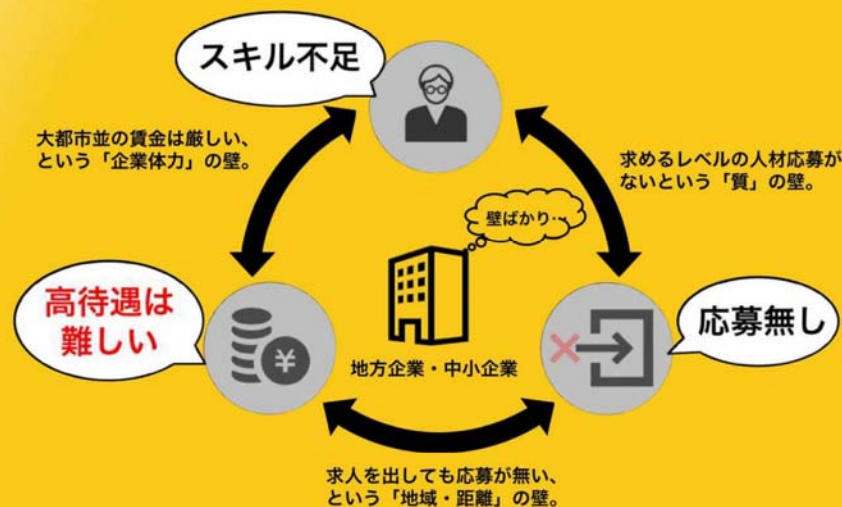 スキル不足
大都市並の賃金は厳しい、
という「企業体力」の壁。
求めるレベルの人材応募が
ないという「質」の壁。
壁ばかり…
高待遇は
難しい
¥
応募無し
地方企業・中小企業
求人を出しても応募が無い、
という「地域・距離」の壁。